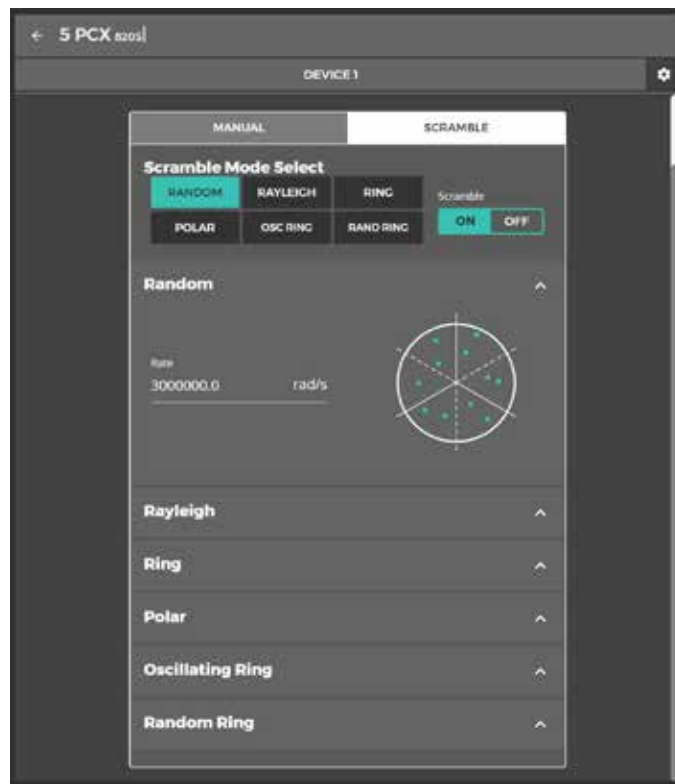 5 PCX 8205
DEVICE 1
MANUAL SCRAMBLE
Scramble Mode Select
RANDOM RAYLEIGH RING Scramble
POLAR OSC RING RAND RING ON OFF
Random
Rate
3000000.0 rad/s
Rayleigh
Ring
Polar
Oscillating Ring
Random Ring